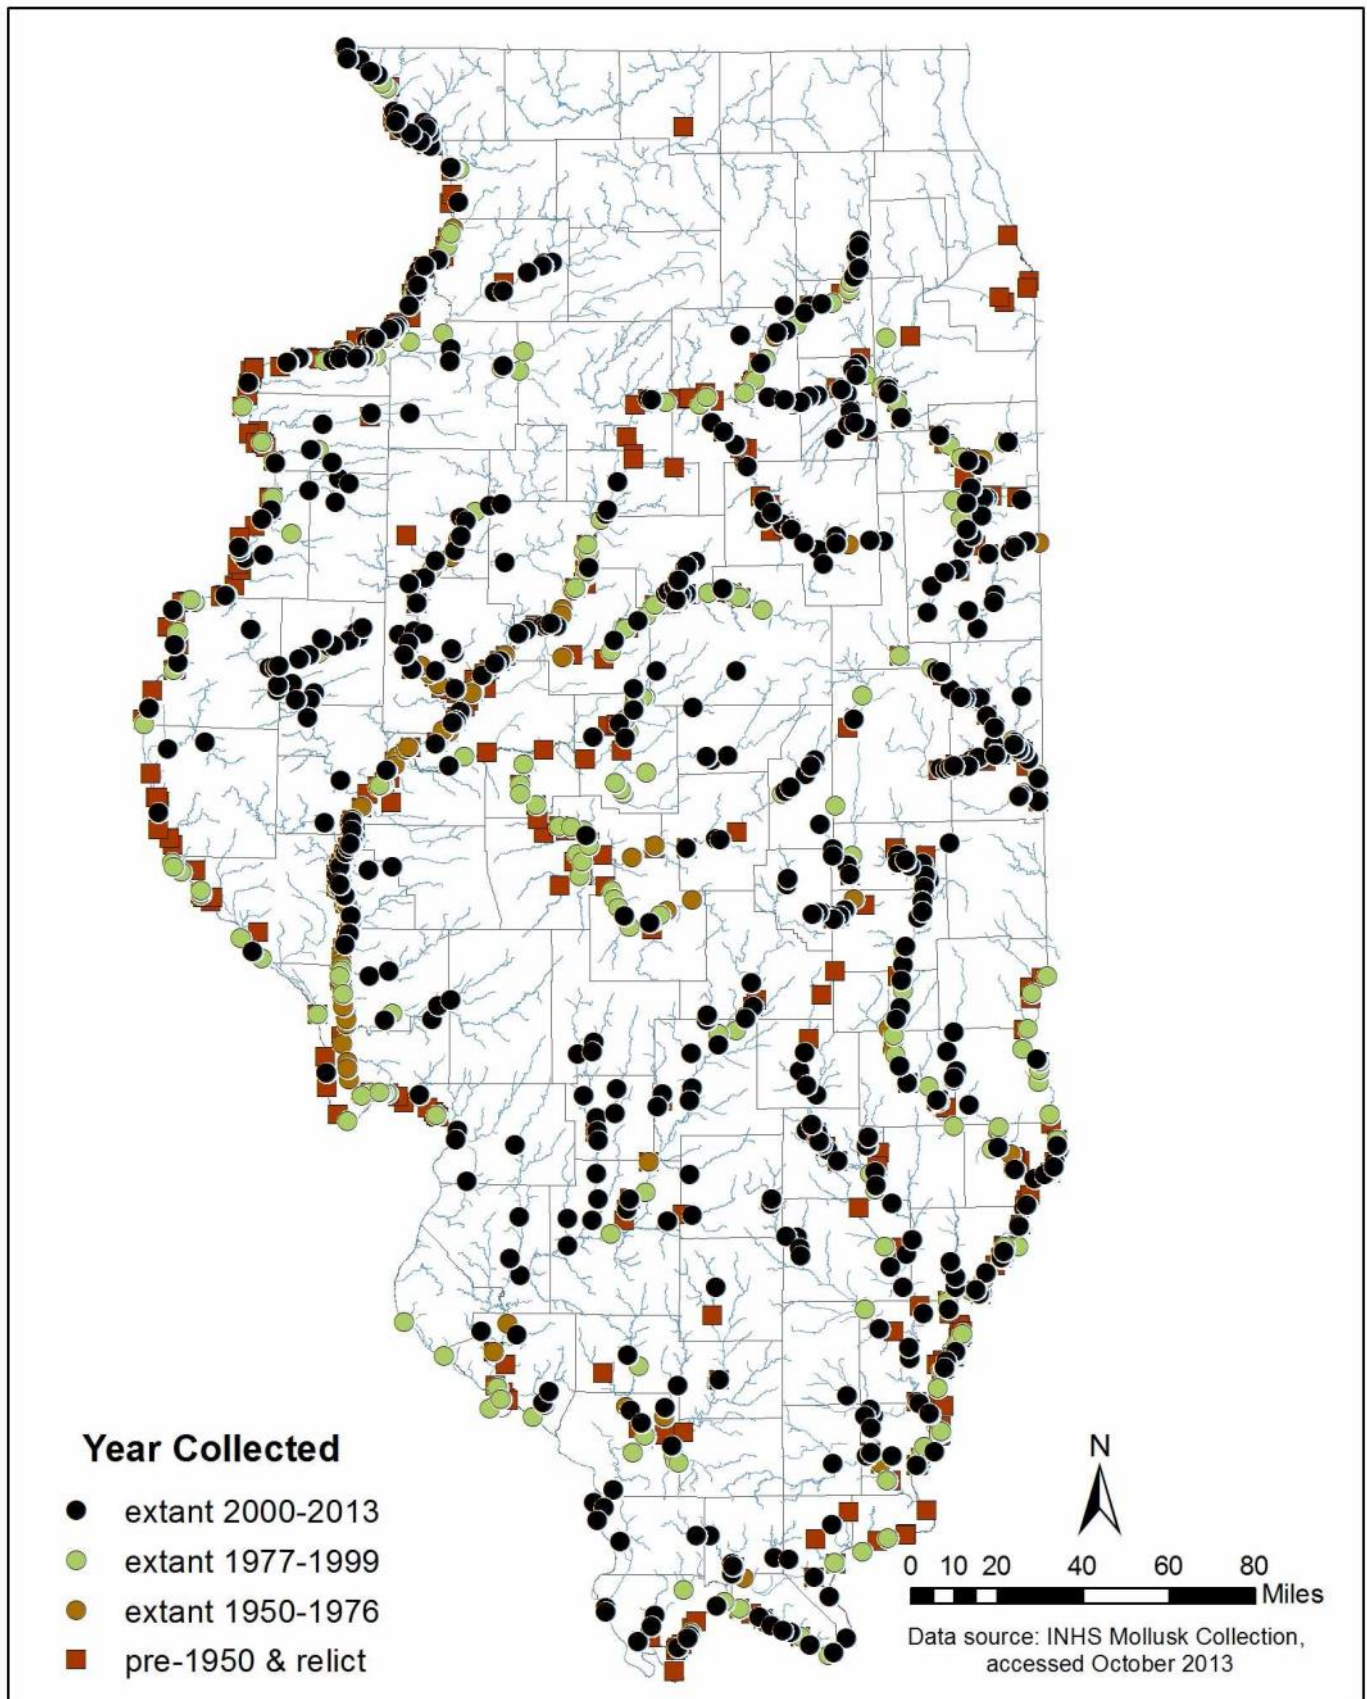 Year Collected
extant 2000-2013
extant 1977-1999
extant 1950-1976
pre-1950 & relict
N
0 10 20 40 60 80
Miles
Data source: INHS Mollusk Collection,
accessed October 2013